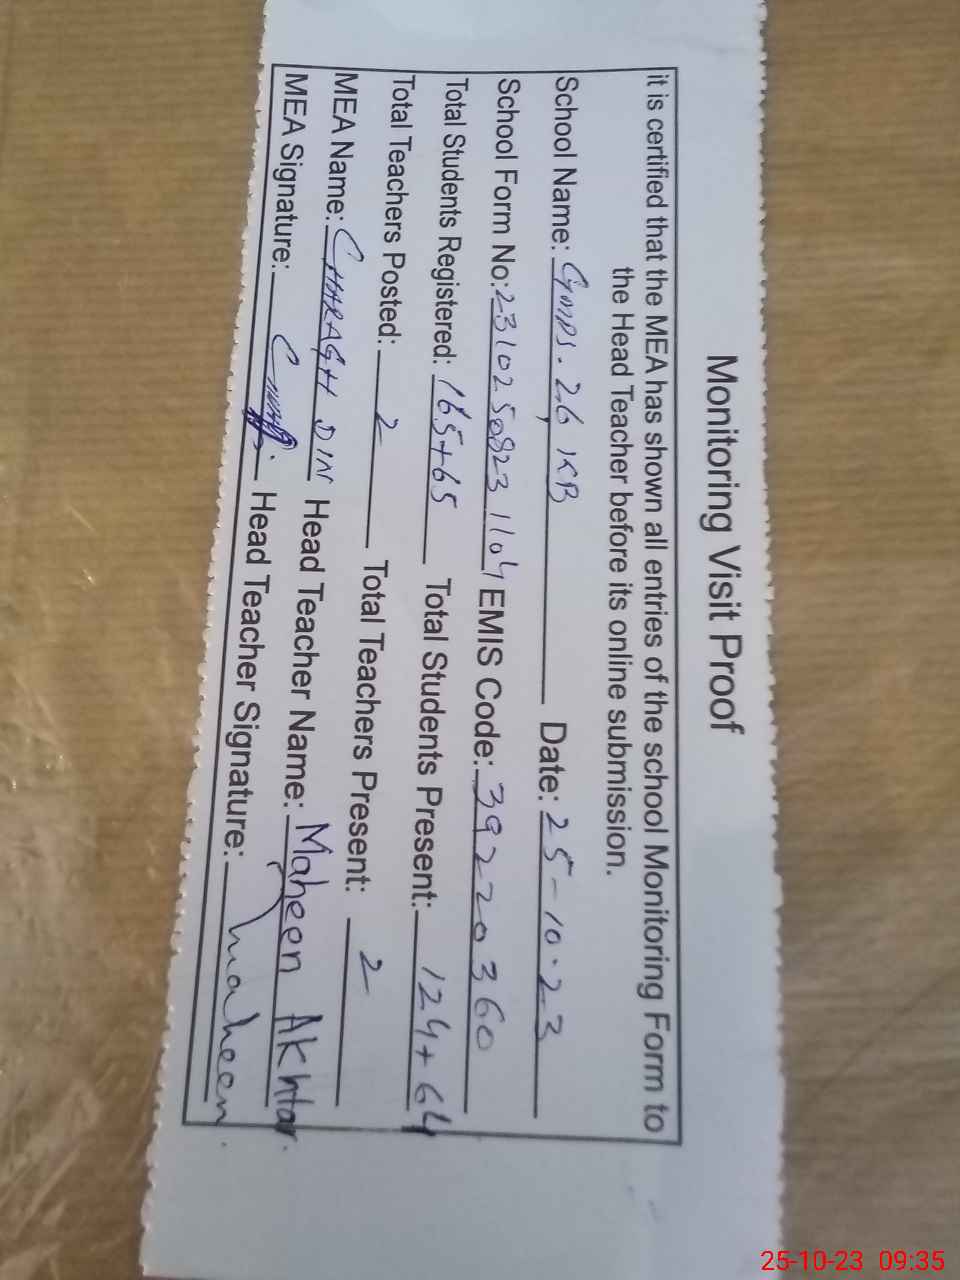 Monitoring Visit Proof
it is certified that the MEA has shown all entries of the school Monitoring Form to
the Head Teacher before its online submission.
School Name: GMPS. 26 KB Date: 25-10-23
School Form No: 23102508231104 EMIS Code: 39220360
Total Students Registered: 165+65 Total Students Present: 124+64
Total Teachers Posted: 2 Total Teachers Present: 2
MEA Name: CHARAGH DIN Head Teacher Name: Maheen Akhtar.
MEA Signature: Head Teacher Signature: maheen.
25-10-23 09:35